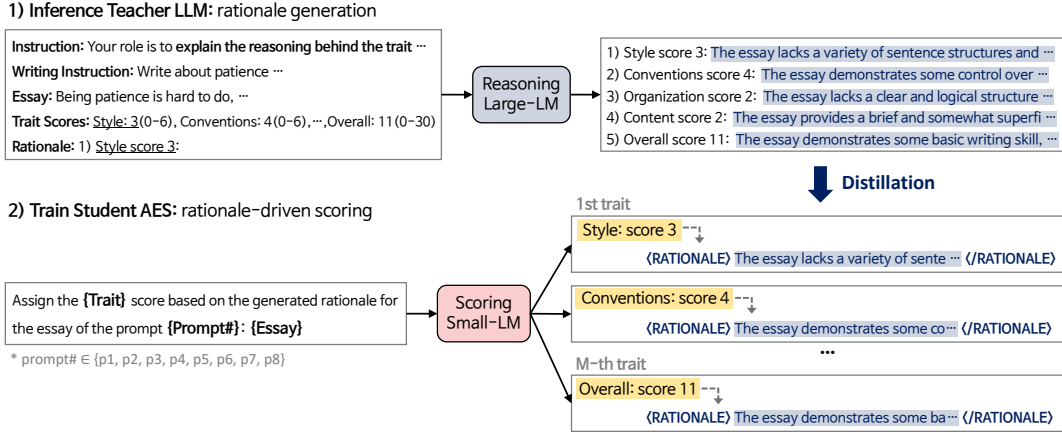 1) Inference Teacher LLM: rationale generation
Instruction: Your role is to explain the reasoning behind the trait ⋯
Writing Instruction: Write about patience ⋯
Essay: Being patience is hard to do, ⋯
Trait Scores: Style: 3(0-6), Conventions: 4(0-6),⋯,Overall: 11(0-30)
Rationale: 1) Style score 3:
Reasoning
Large-LM
1) Style score 3: The essay lacks a variety of sentence structures and ⋯
2) Conventions score 4: The essay demonstrates some control over ⋯
3) Organization score 2: The essay lacks a clear and logical structure ⋯
4) Content score 2: The essay provides a brief and somewhat superfi ⋯
5) Overall score 11: The essay demonstrates some basic writing skill, ⋯
Distillation
2) Train Student AES: rationale-driven scoring
Assign the {Trait} score based on the generated rationale for
the essay of the prompt {Prompt#}: {Essay}
* prompt# ∈ {p1, p2, p3, p4, p5, p6, p7, p8}
Scoring
Small-LM
1st trait
Style: score 3
⟨RATIONALE⟩ The essay lacks a variety of sente ⋯ ⟨/RATIONALE⟩
Conventions: score 4
⟨RATIONALE⟩ The essay demonstrates some co⋯ ⟨/RATIONALE⟩
⋯
M-th trait
Overall: score 11
⟨RATIONALE⟩ The essay demonstrates some ba⋯ ⟨/RATIONALE⟩